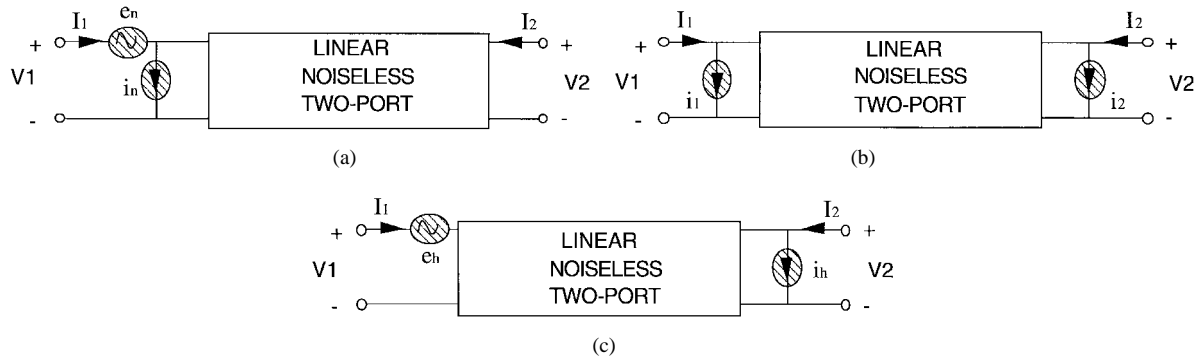 I1 en I2
+ LINEAR +
V1 in NOISELESS V2
- TWO-PORT -
(a)
I1 I2
+ LINEAR +
V1 i1 NOISELESS i2 V2
- TWO-PORT -
(b)
I1 I2
+ eh LINEAR +
V1 NOISELESS ih V2
- TWO-PORT -
(c)